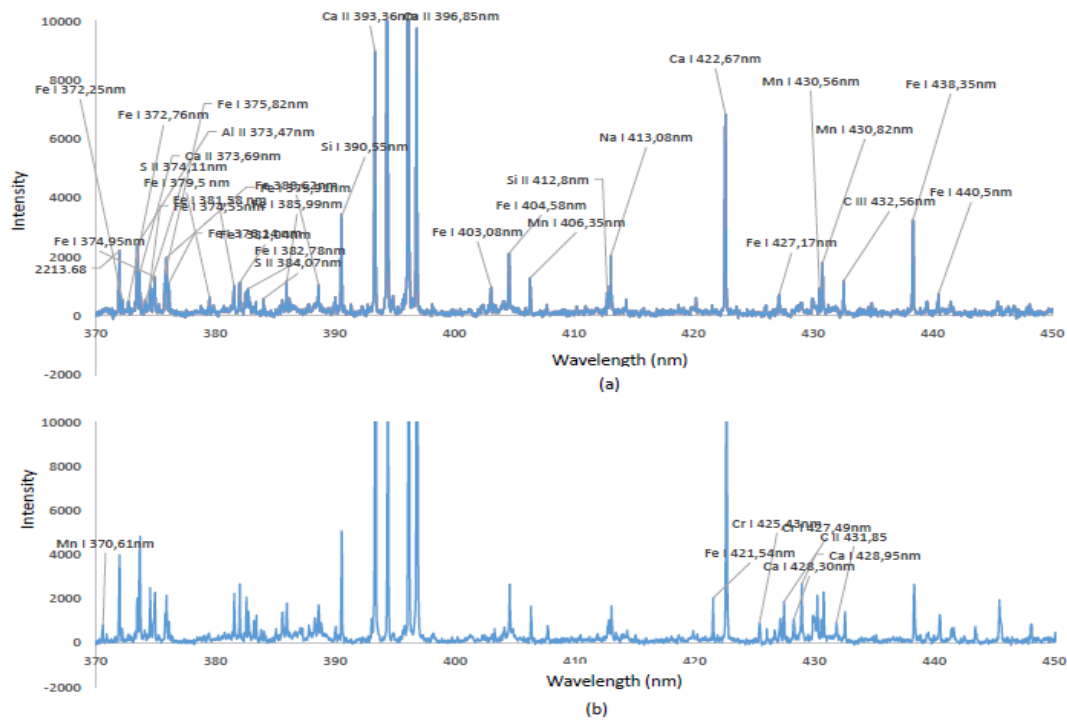 Ca II 393,36nm
Ca II 396,85nm
10000
8000
6000
4000
2000
0
-2000
Intensity
Fe I 372,25nm
Fe I 372,76nm
Fe I 375,82nm
Al II 373,47nm
Ca II 373,69nm
S II 374,11nm
Fe I 379,5 nm
Fe I 381,58 nm
Fe I 374,55nm
Fe I 385,99nm
Fe I 382,78nm
S II 384,07nm
Fe I 374,95nm
2213.68
Si I 390,55nm
Ca I 422,67nm
Mn I 430,56nm
Fe I 438,35nm
Na I 413,08nm
Mn I 430,82nm
Si II 412,8nm
Fe I 404,58nm
Mn I 406,35nm
C III 432,56nm
Fe I 440,5nm
Fe I 403,08nm
Fe I 427,17nm
370 380 390 400 410 420 430 440 450
Wavelength (nm)
(a)
10000
8000
6000
4000
2000
0
-2000
Intensity
Mn I 370,61nm
Cr I 425,43nm
Cr I 427,49nm
C II 431,85
Fe I 421,54nm
Ca I 428,95nm
Ca I 428,30nm
370 380 390 400 410 420 430 440 450
Wavelength (nm)
(b)